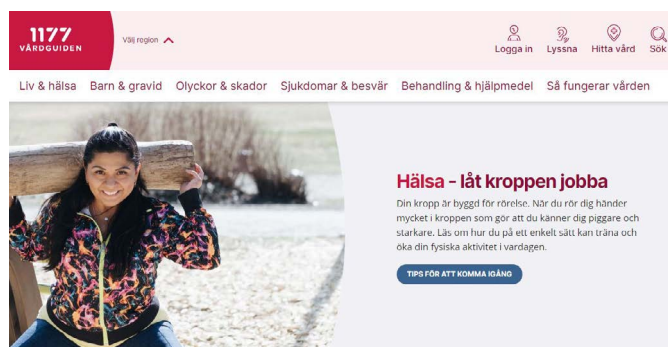 1177
VÅRDGUIDEN
Välj region
Logga in Lyssna Hitta vård Sök
Liv & hälsa Barn & gravid Olyckor & skador Sjukdomar & besvär Behandling & hjälpmedel Så fungerar vården
Hälsa - låt kroppen jobba
Din kropp är byggd för rörelse. När du rör dig händer
mycket i kroppen som gör att du känner dig piggare och
starkare. Läs om hur du på ett enkelt sätt kan träna och
öka din fysiska aktivitet i vardagen.
TIPS FÖR ATT KOMMA IGÅNG